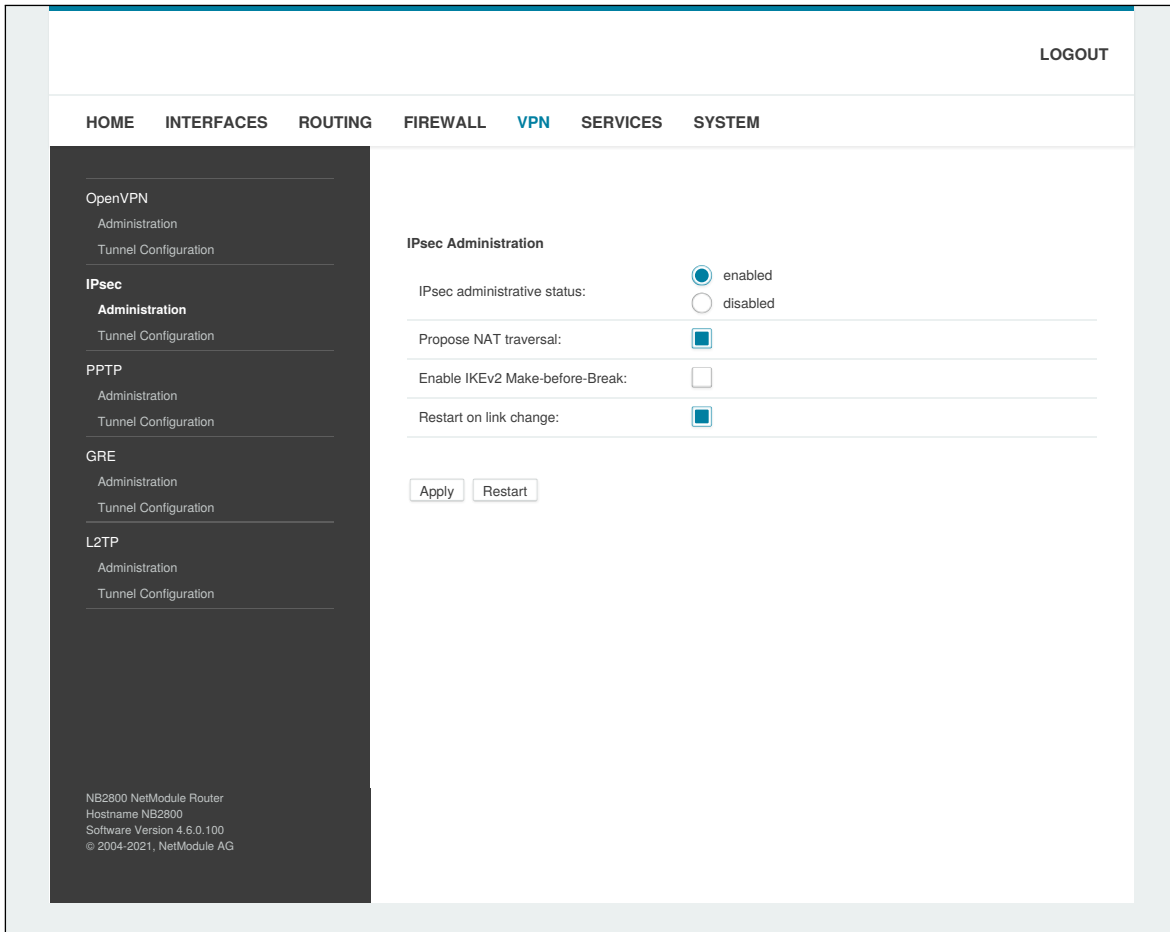 LOGOUT
HOME INTERFACES ROUTING FIREWALL VPN SERVICES SYSTEM
OpenVPN
Administration
Tunnel Configuration
IPsec
Administration
Tunnel Configuration
PPTP
Administration
Tunnel Configuration
GRE
Administration
Tunnel Configuration
L2TP
Administration
Tunnel Configuration
NB2800 NetModule Router
Hostname NB2800
Software Version 4.6.0.100
© 2004-2021, NetModule AG
IPsec Administration
IPsec administrative status:
enabled
disabled
Propose NAT traversal:
Enable IKEv2 Make-before-Break:
Restart on link change:
Apply Restart